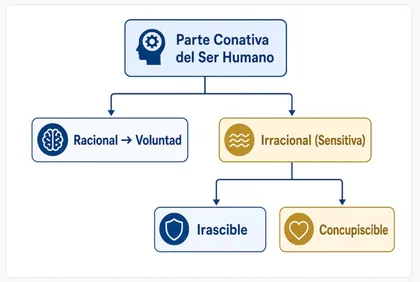 Parte Conativa
del Ser Humano
Racional → Voluntad
Irracional (Sensitiva)
Irascible
Concupiscible